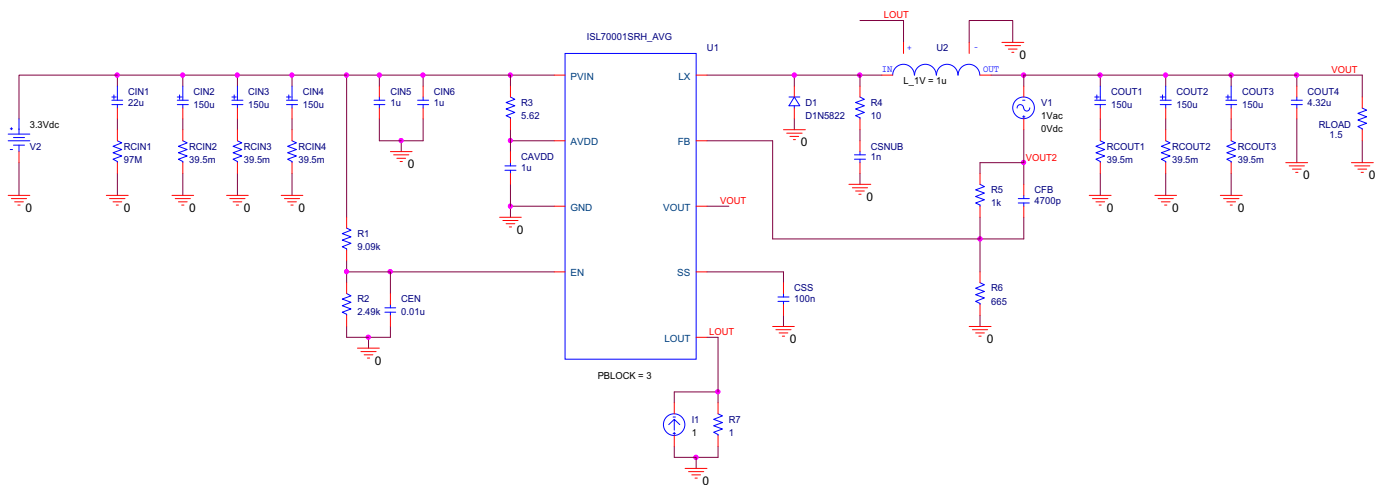 LOUT
ISL70001SRH_AVG
U1
U2
+
-
0
PVIN
LX
IN
OUT
L_1V = 1u
VOUT
CIN1
22u
CIN2
150u
CIN3
150u
CIN4
150u
CIN5
1u
CIN6
1u
R3
5.62
D1
D1N5822
0
R4
10
V1
1Vac
0Vdc
COUT1
150u
COUT2
150u
COUT3
150u
COUT4
4.32u
RLOAD
1.5
+
3.3Vdc
-
V2
RCIN1
97M
RCIN2
39.5m
RCIN3
39.5m
RCIN4
39.5m
0
AVDD
FB
CAVDD
1u
CSNUB
1n
VOUT2
RCOUT1
39.5m
RCOUT2
39.5m
RCOUT3
39.5m
0
0
0
0
0
0
0
GND
0
VOUT
VOUT
0
R5
1k
CFB
4700p
0
0
0
R1
9.09k
EN
SS
R2
2.49k
CEN
0.01u
CSS
100n
R6
665
0
0
0
LOUT
LOUT
PBLOCK = 3
I1
1
R7
1
0